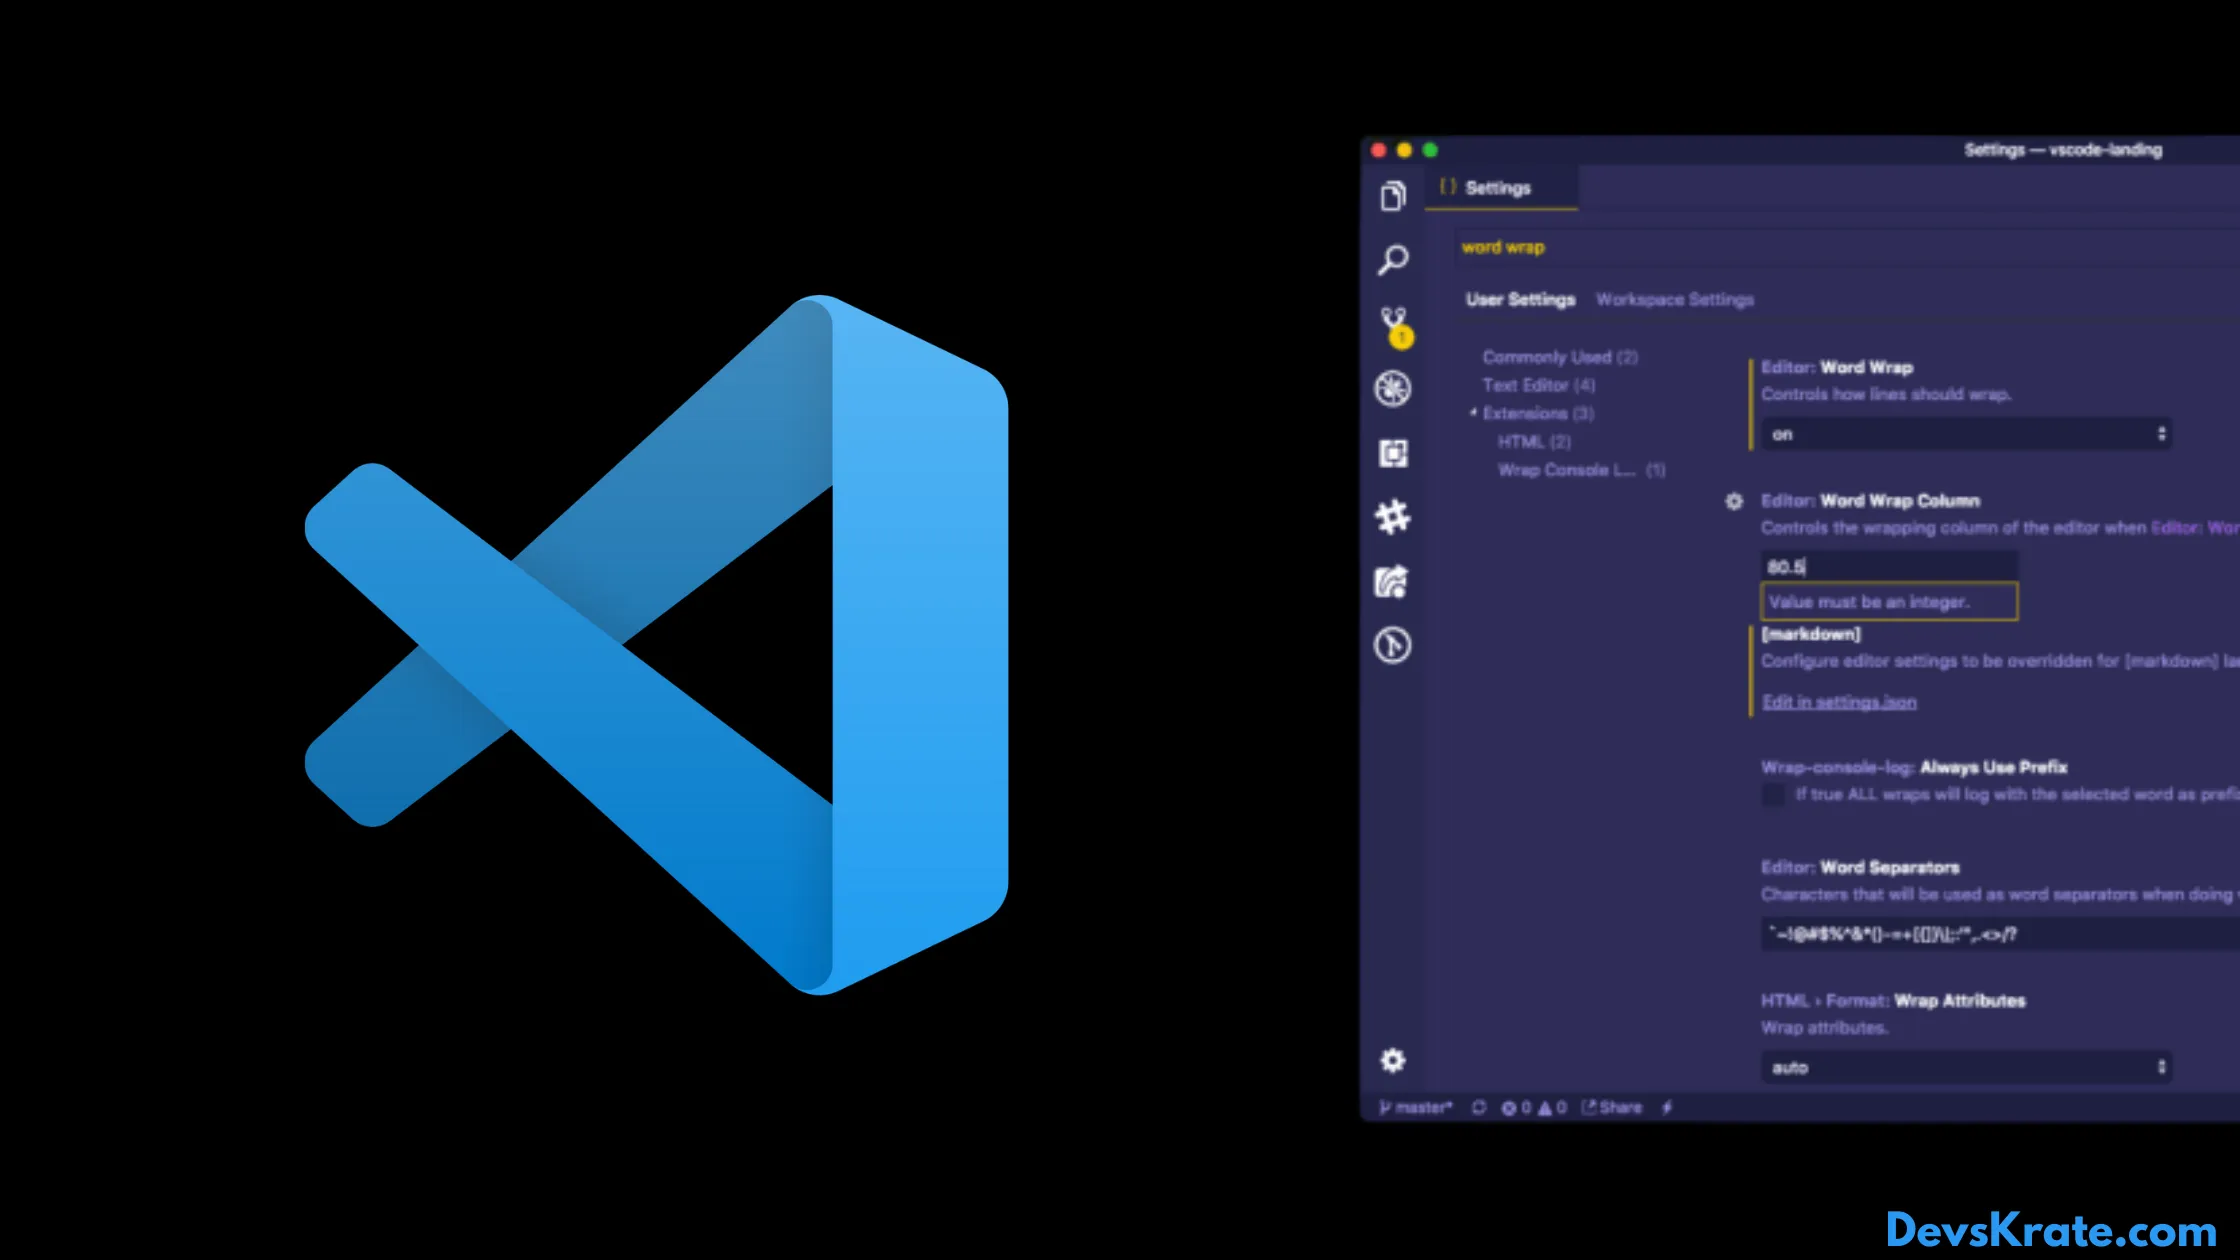 Settings — vscode-landing
{ } Settings
word wrap
User Settings Workspace Settings
Commonly Used (2)
Text Editor (4)
Extensions (3)
HTML (2)
Wrap Console L... (1)
1
Editor: Word Wrap
Controls how lines should wrap.
on
Editor: Word Wrap Column
Controls the wrapping column of the editor when Editor: Wor
80.5
Value must be an integer.
[markdown]
Configure editor settings to be overridden for [markdown] la
Edit in settings.json
Wrap-console-log: Always Use Prefix
If true ALL wraps will log with the selected word as prefi
Editor: Word Separators
Characters that will be used as word separators when doing
HTML › Format: Wrap Attributes
Wrap attributes.
auto
master* 0 0 Share
DevsKrate.com